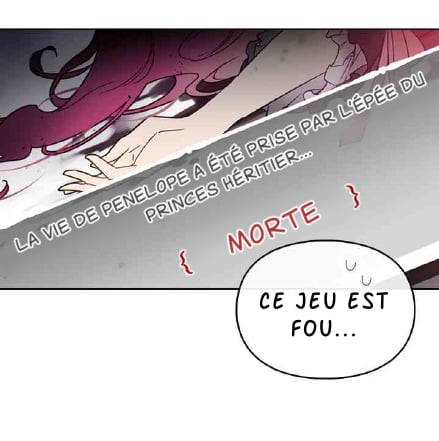 LA VIE DE PENELOPE A ÉTÉ PRISE PAR L'ÉPÉE DU
PRINCES HÉRITIER...
{ MORTE }
CE JEU EST
FOU...